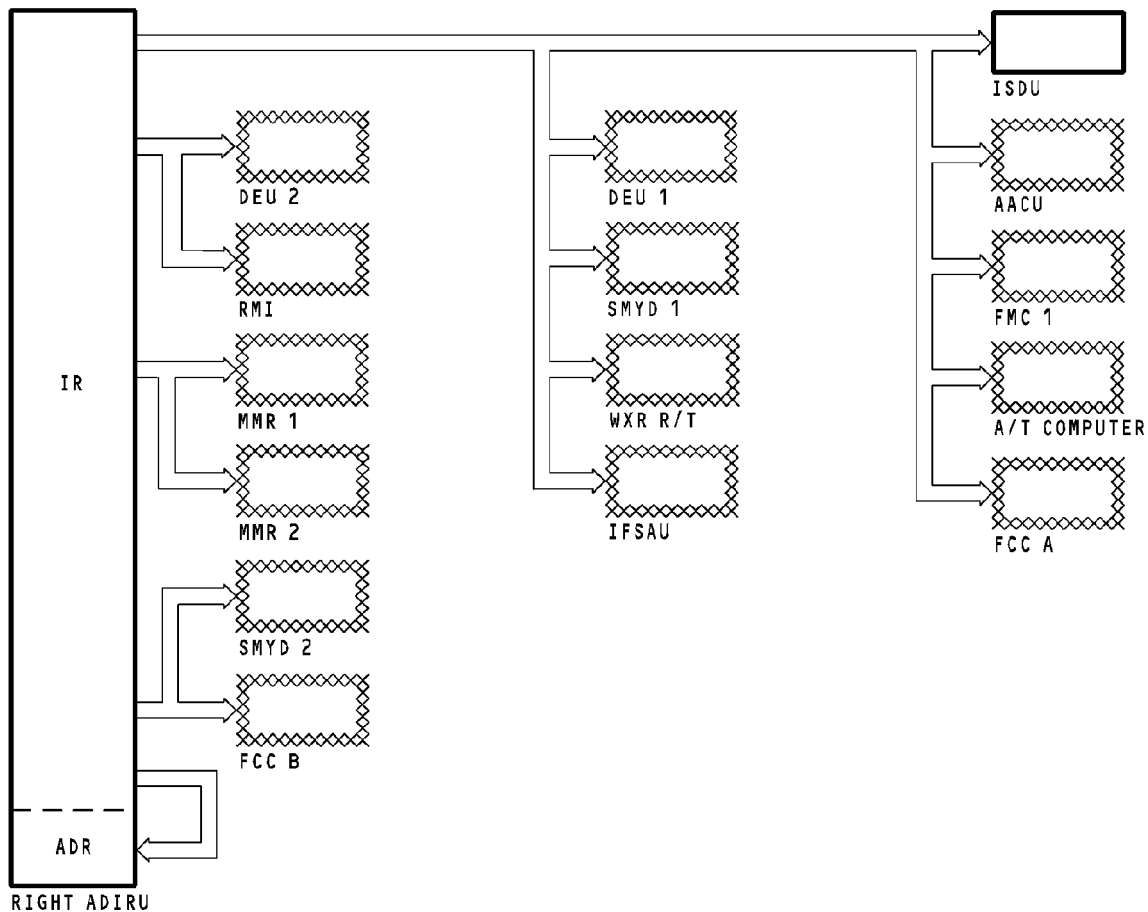 ISDU
DEU 2
DEU 1
AACU
RMI
SMYD 1
FMC 1
IR
MMR 1
WXR R/T
A/T COMPUTER
MMR 2
IFSAU
FCC A
SMYD 2
FCC B
ADR
RIGHT ADIRU